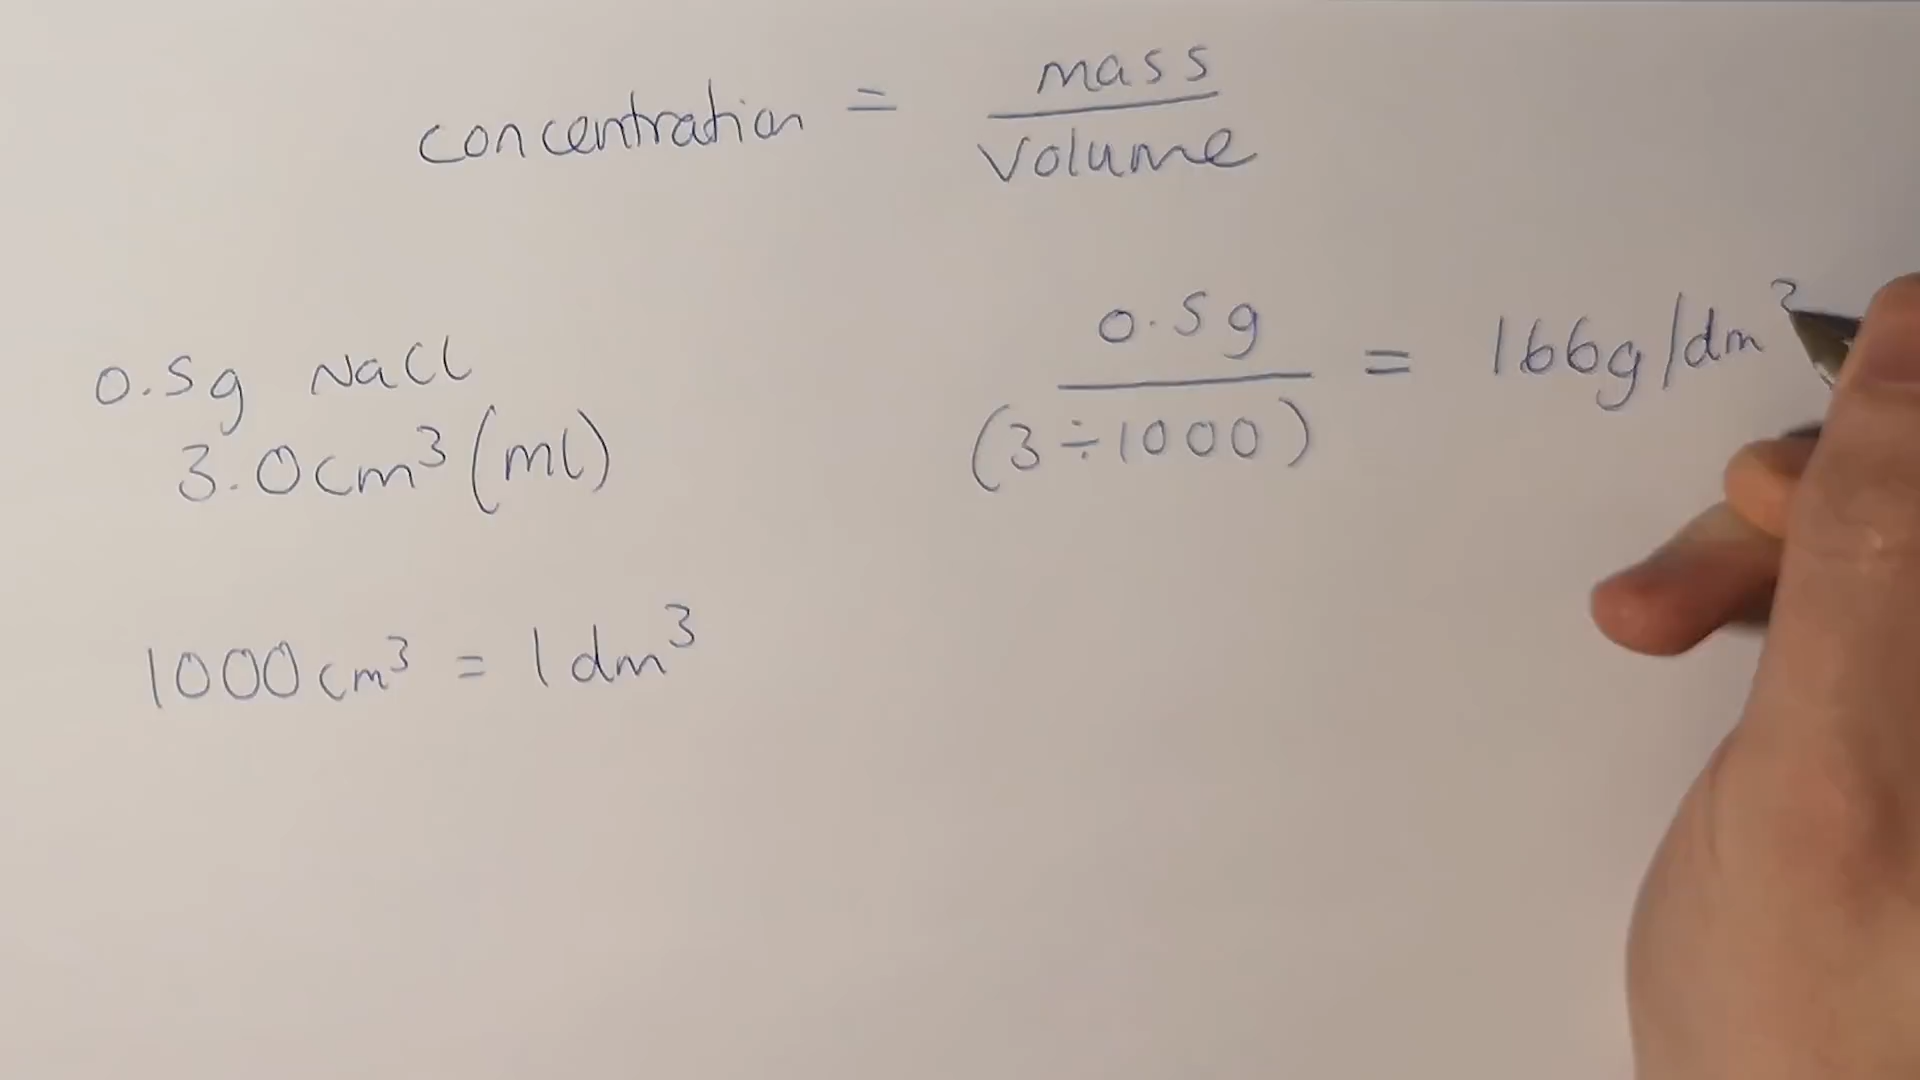 concentration = mass / volume
0.5g NaCl
3.0cm³ (ml)
0.5g / (3÷1000) = 166g/dm³
1000cm³ = 1dm³